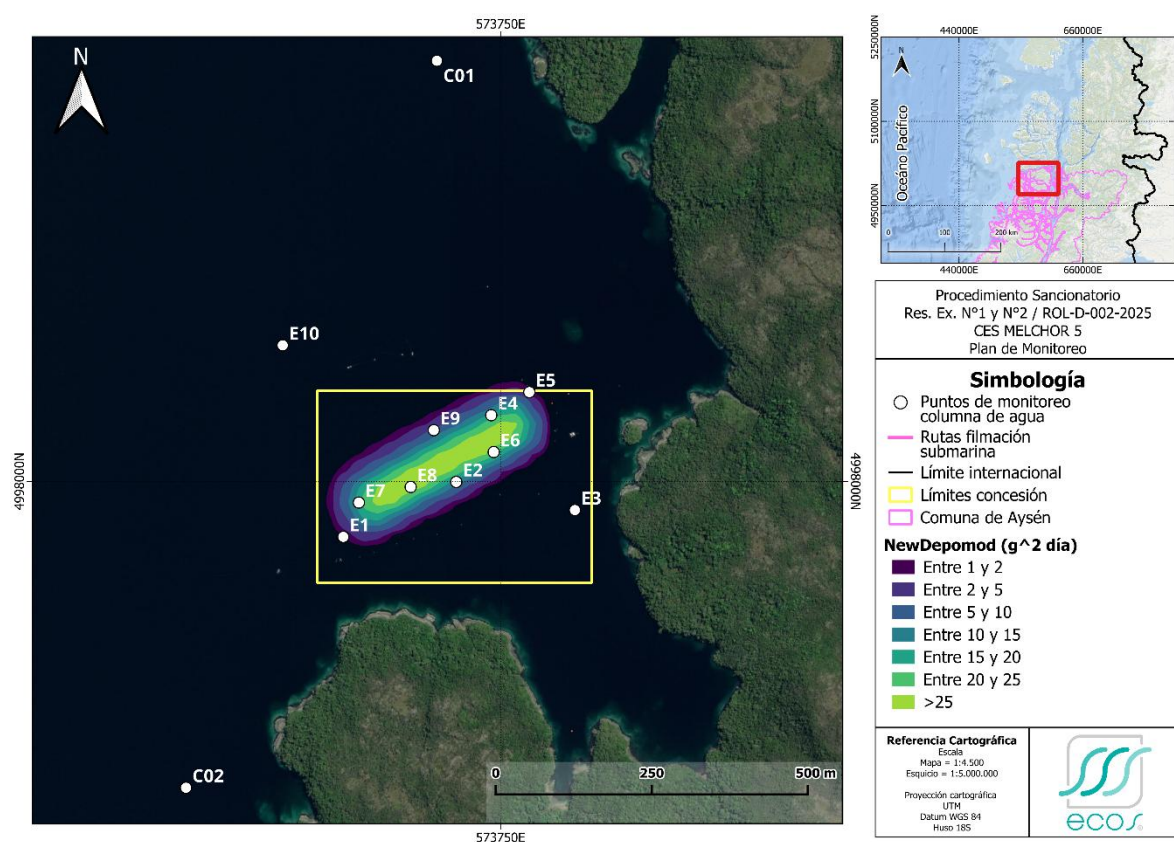 573750E
N
C01
E10
E5
E4
E9
E6
E8
E2
E7
E3
E1
C02
4998000N
4998000N
0 250 500 m
573750E
440000E 660000E
N
5250000N
5100000N
4950000N
Océano Pacífico
0 100 200 km
440000E 660000E
Procedimiento Sancionatorio
Res. Ex. N°1 y N°2 / ROL-D-002-2025
CES MELCHOR 5
Plan de Monitoreo
Simbología
Puntos de monitoreo
columna de agua
Rutas filmación
submarina
Límite internacional
Límites concesión
Comuna de Aysén
NewDepomod (g^2 día)
Entre 1 y 2
Entre 2 y 5
Entre 5 y 10
Entre 10 y 15
Entre 15 y 20
Entre 20 y 25
>25
Referencia Cartográfica
Escala
Mapa = 1:4.500
Esquicio = 1:5.000.000
Proyección cartográfica
UTM
Datum WGS 84
Huso 18S
ecos